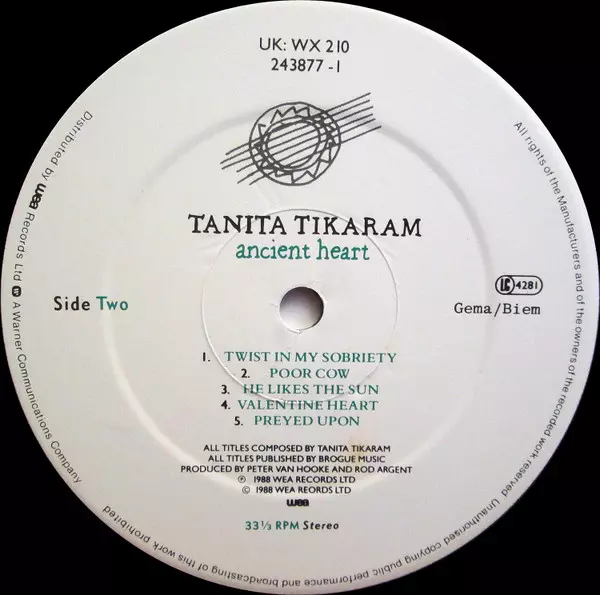 UK: WX 210
243877-1
TANITA TIKARAM
ancient heart
Side Two
LC 4281
Gema/Biem
1. TWIST IN MY SOBRIETY
2. POOR COW
3. HE LIKES THE SUN
4. VALENTINE HEART
5. PREYED UPON
ALL TITLES COMPOSED BY TANITA TIKARAM
ALL TITLES PUBLISHED BY BROGUE MUSIC
PRODUCED BY PETER VAN HOOKE AND ROD ARGENT
℗ 1988 WEA RECORDS LTD
© 1988 WEA RECORDS LTD
wea
33⅓ RPM Stereo
Distributed by wea Records Ltd W A Warner Communications Company
All rights of the Manufacturers and of the owners of the recorded work reserved. Unauthorised copying public performance and broadcasting of this work prohibited